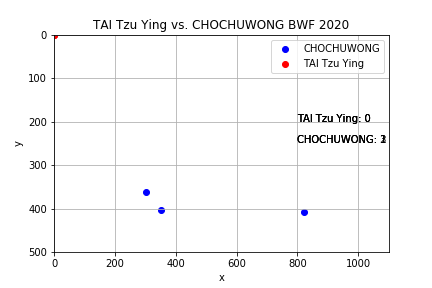 TAI Tzu Ying vs. CHOCHUWONG BWF 2020
CHOCHUWONG
TAI Tzu Ying
TAI Tzu Ying: 0
CHOCHUWONG:
0
100
200
300
400
500
y
0
200
400
600
800
1000
x